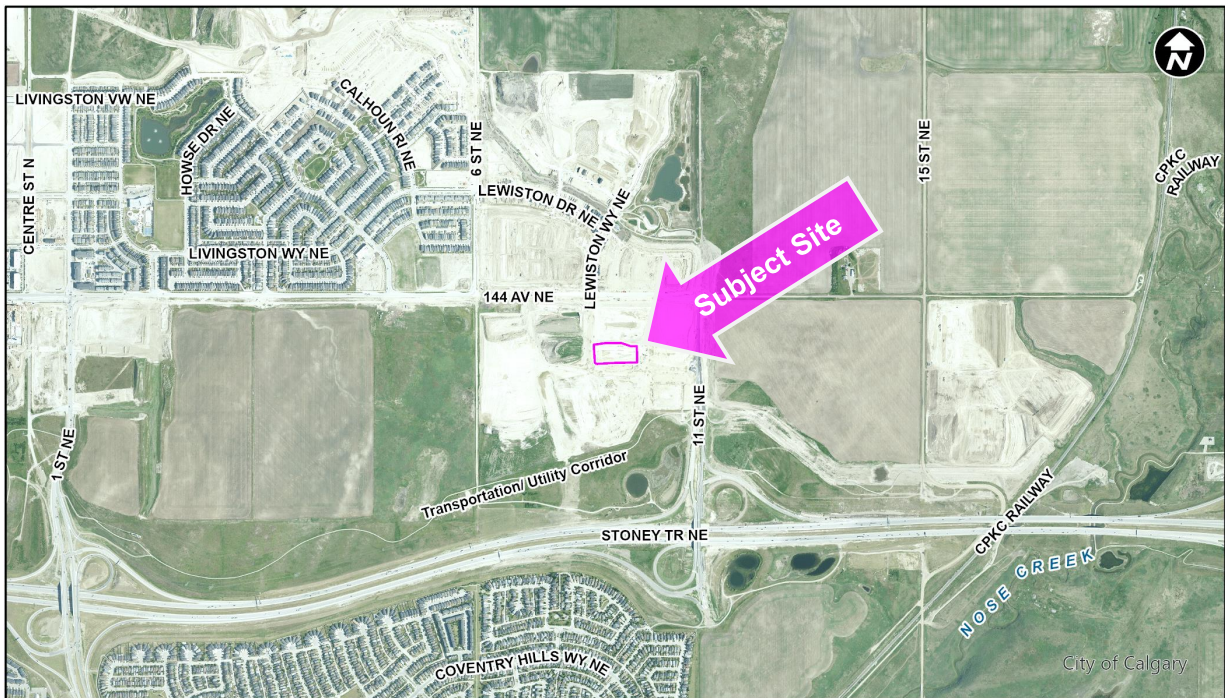 N
LIVINGSTON VW NE
CENTRE ST N
HOWSE DR NE
CALHOUN RI NE
6 ST NE
15 ST NE
CPKC
RAILWAY
LEWISTON DR NE
LEWISTON WY NE
LIVINGSTON WY NE
Subject Site
144 AV NE
11 ST NE
1 ST NE
Transportation/ Utility Corridor
STONEY TR NE
CPKC RAILWAY
NOSE CREEK
COVENTRY HILLS WY NE
City of Calgary